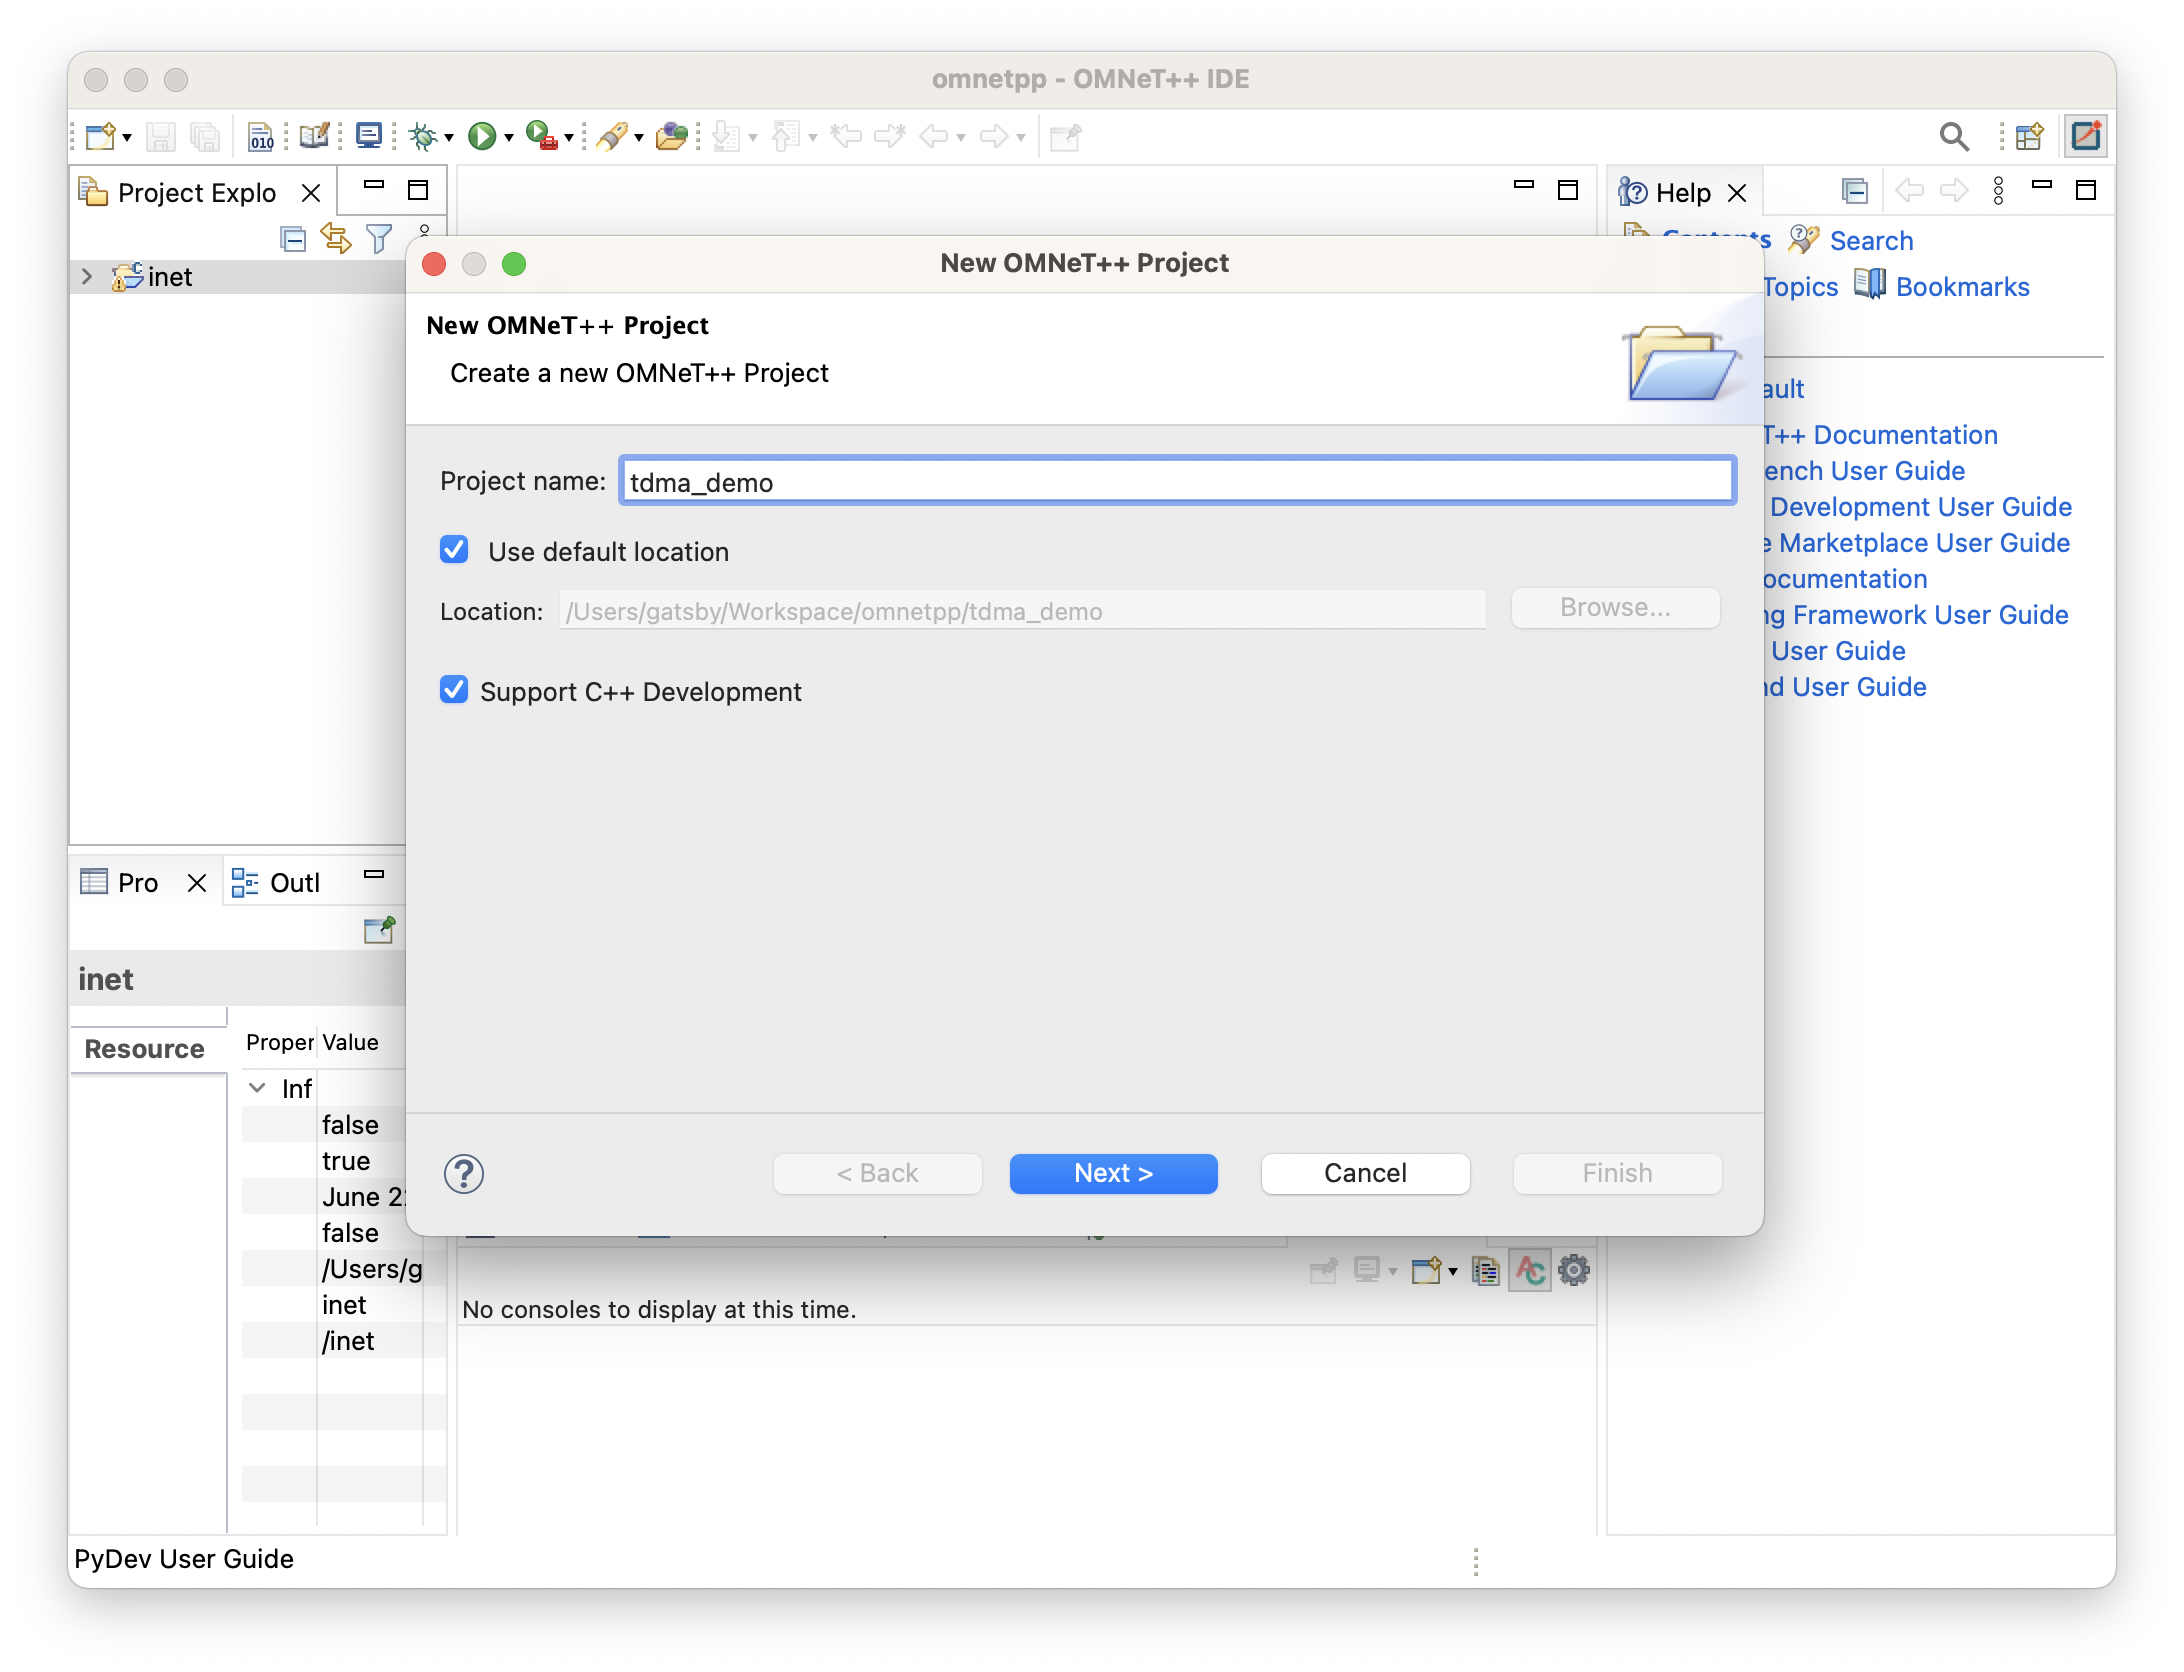 omnetpp - OMNeT++ IDE
010
Project Explo
Help
Contents
Search
Topics
Bookmarks
inet
New OMNeT++ Project
New OMNeT++ Project
Create a new OMNeT++ Project
Project name:
tdma_demo
Use default location
Location:
/Users/gatsby/Workspace/omnetpp/tdma_demo
Browse...
Support C++ Development
< Back
Next >
Cancel
Finish
ault
T++ Documentation
ench User Guide
Development User Guide
e Marketplace User Guide
ocumentation
ng Framework User Guide
User Guide
nd User Guide
Pro
Outl
inet
Resource
Proper
Value
Inf
false
true
June 2
false
/Users/g
inet
/inet
No consoles to display at this time.
PyDev User Guide